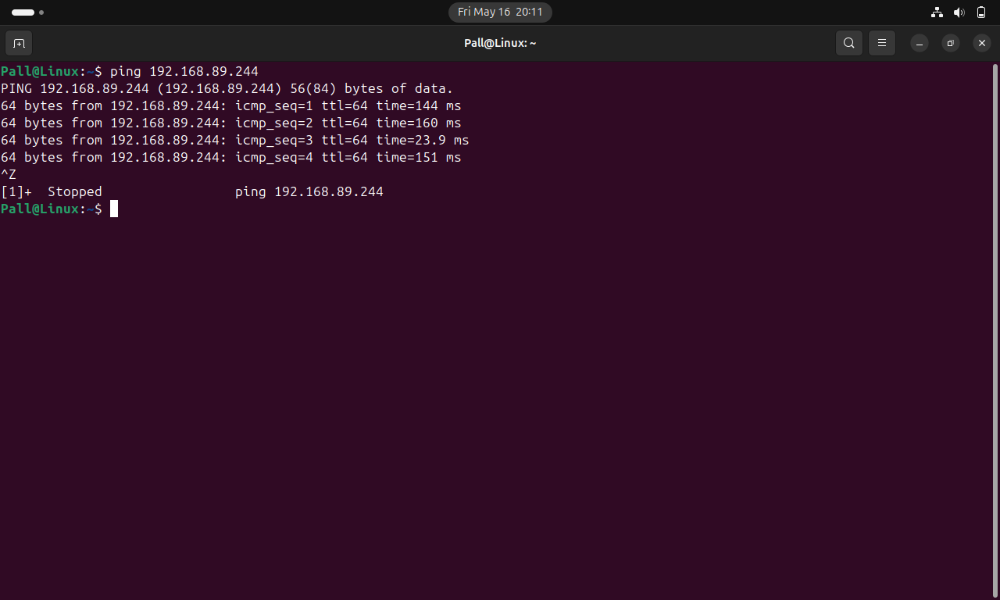 Fri May 16 20:11
Pall@Linux: ~
Pall@Linux:~$ ping 192.168.89.244
PING 192.168.89.244 (192.168.89.244) 56(84) bytes of data.
64 bytes from 192.168.89.244: icmp_seq=1 ttl=64 time=144 ms
64 bytes from 192.168.89.244: icmp_seq=2 ttl=64 time=160 ms
64 bytes from 192.168.89.244: icmp_seq=3 ttl=64 time=23.9 ms
64 bytes from 192.168.89.244: icmp_seq=4 ttl=64 time=151 ms
^Z
[1]+  Stopped                 ping 192.168.89.244
Pall@Linux:~$